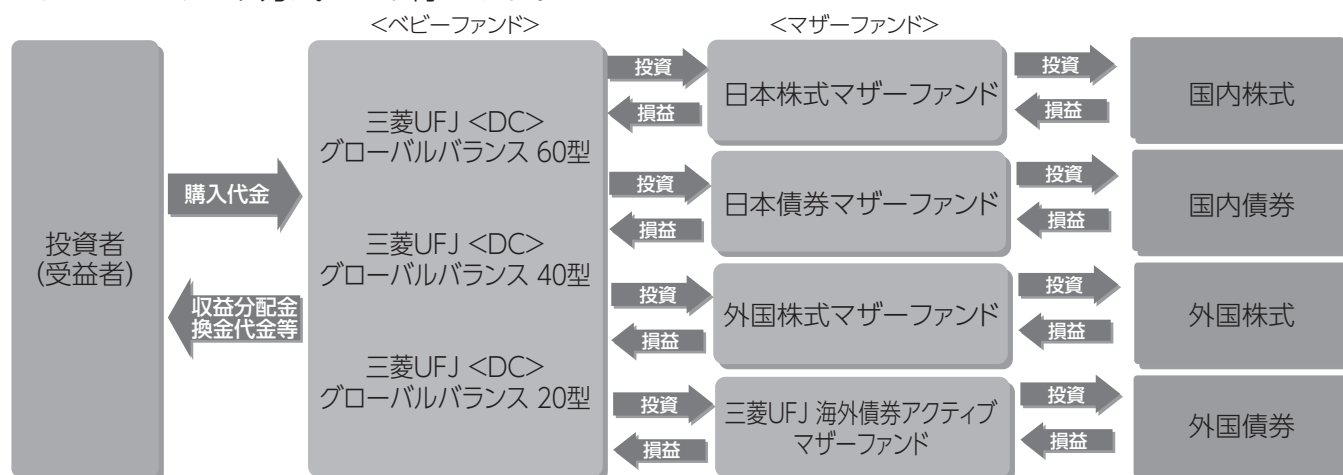 <ベビーファンド>
<マザーファンド>
投資者
(受益者)
購入代金
収益分配金
換金代金等
三菱UFJ <DC>
グローバルバランス 60型
三菱UFJ <DC>
グローバルバランス 40型
三菱UFJ <DC>
グローバルバランス 20型
投資
損益
日本株式マザーファンド
投資
損益
国内株式
投資
損益
日本債券マザーファンド
投資
損益
国内債券
投資
損益
外国株式マザーファンド
投資
損益
外国株式
投資
損益
三菱UFJ 海外債券アクティブ
マザーファンド
投資
損益
外国債券